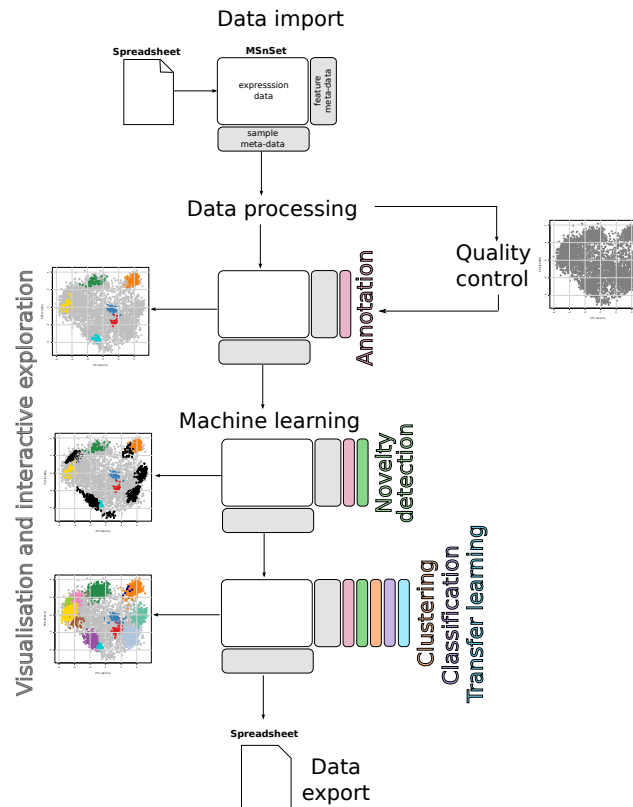 Data import
Spreadsheet
MSnSet
expresssion
data
feature
meta-data
sample
meta-data
Data processing
Quality
control
Annotation
Visualisation and interactive exploration
Machine learning
Novelty
detection
Clustering
Classification
Transfer learning
Spreadsheet
Data
export